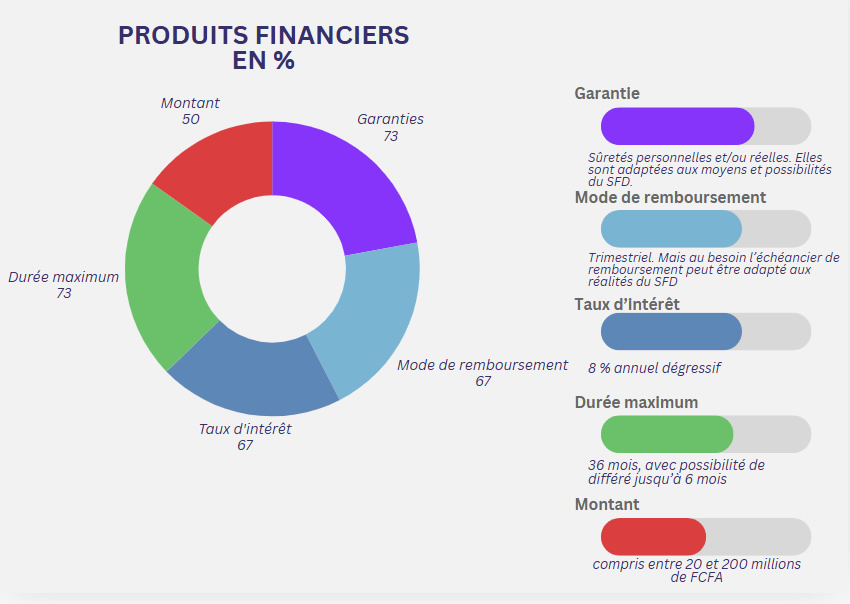 PRODUITS FINANCIERS
EN %
Montant
50
Garanties
73
Durée maximum
73
Mode de remboursement
67
Taux d'intérêt
67
Garantie
Sûretés personnelles et/ou réelles. Elles
sont adaptées aux moyens et possibilités
du SFD.
Mode de remboursement
Trimestriel. Mais au besoin l’échéancier de
remboursement peut être adapté aux
réalités du SFD
Taux d’intérêt
8 % annuel dégressif
Durée maximum
36 mois, avec possibilité de
différé jusqu’à 6 mois
Montant
compris entre 20 et 200 millions
de FCFA